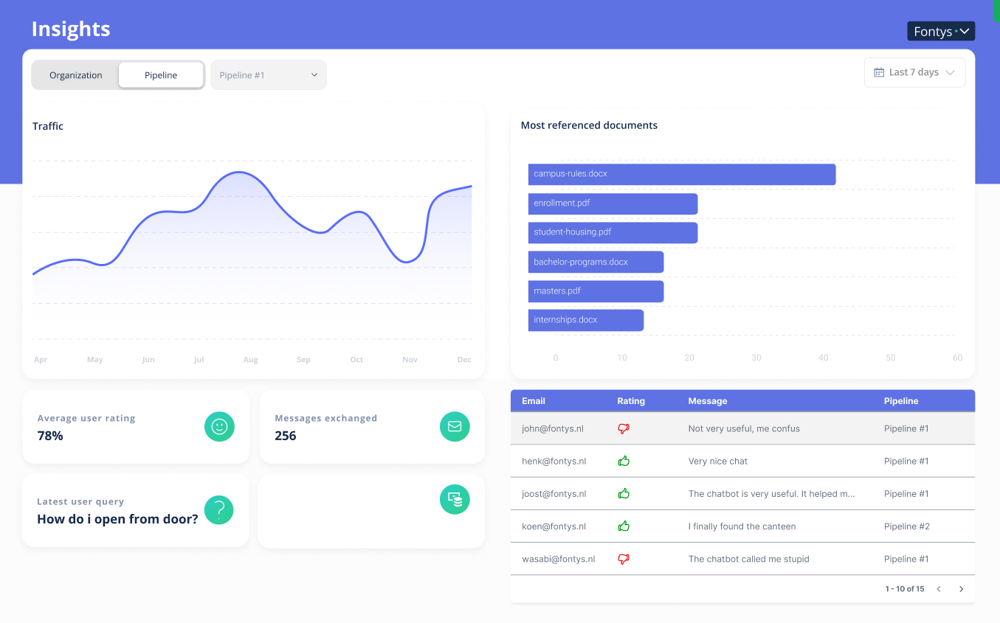 Insights
Fontys
Organization
Pipeline
Pipeline #1
Last 7 days
Traffic
Apr May Jun Jul Aug Sep Oct Nov Dec
Most referenced documents
campus-rules.docx
enrollment.pdf
student-housing.pdf
bachelor-programs.docx
masters.pdf
internships.docx
0 10 20 30 40 50 60
Average user rating
78%
Messages exchanged
256
Latest user query
How do i open from door?
Email Rating Message Pipeline
john@fontys.nl Not very useful, me confus Pipeline #1
henk@fontys.nl Very nice chat Pipeline #1
joost@fontys.nl The chatbot is very useful. It helped m... Pipeline #1
koen@fontys.nl I finally found the canteen Pipeline #2
wasabi@fontys.nl The chatbot called me stupid Pipeline #1
1 - 10 of 15